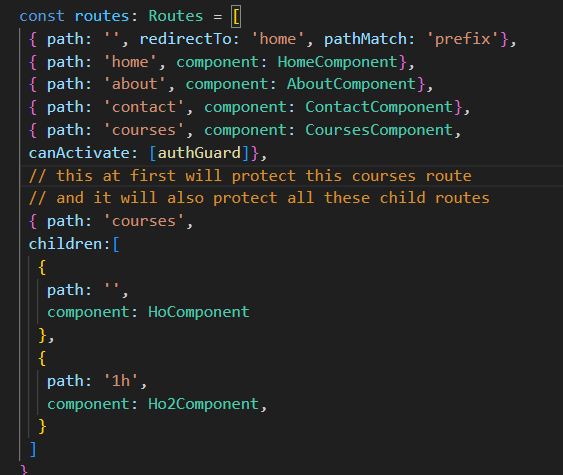 const routes: Routes = [
{ path: '', redirectTo: 'home', pathMatch: 'prefix'},
{ path: 'home', component: HomeComponent},
{ path: 'about', component: AboutComponent},
{ path: 'contact', component: ContactComponent},
{ path: 'courses', component: CoursesComponent,
canActivate: [authGuard]},
// this at first will protect this courses route
// and it will also protect all these child routes
{ path: 'courses',
children:[
{
path: '',
component: HoComponent
},
{
path: '1h',
component: Ho2Component,
}
]
}